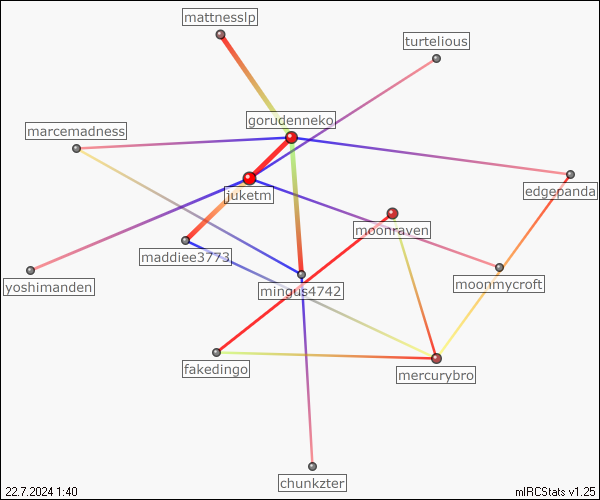 mattnesslp
turtelious
gorudenneko
marcemadness
edgepanda
juketm
moonraven
maddiee3773
moonmycroft
yoshimanden
mingus4742
fakedingo
mercurybro
chunkzter
22.7.2024 1:40
mIRCStats v1.25